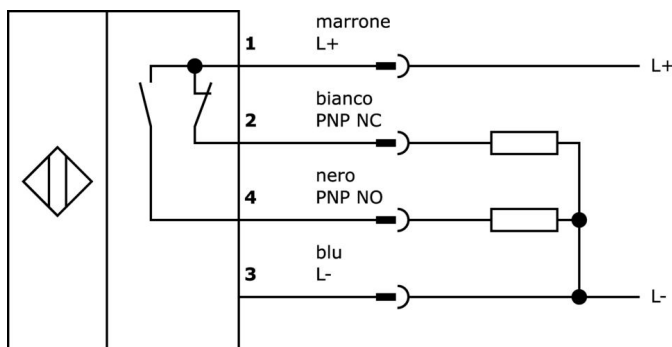 marrone
1 L+ L+
bianco
2 PNP NC
nero
4 PNP NO
blu
3 L- L-